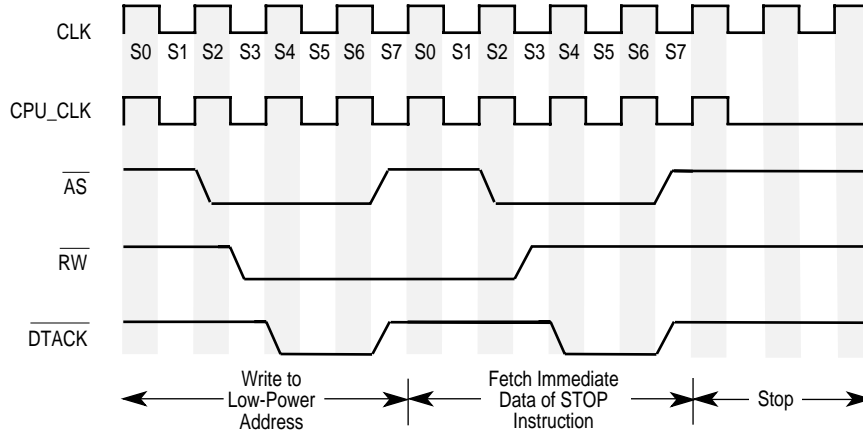 CLK
S0 S1 S2 S3 S4 S5 S6 S7 S0 S1 S2 S3 S4 S5 S6 S7
CPU_CLK
AS
RW
DTACK
Write to
Low-Power
Address
Fetch Immediate
Data of STOP
Instruction
Stop